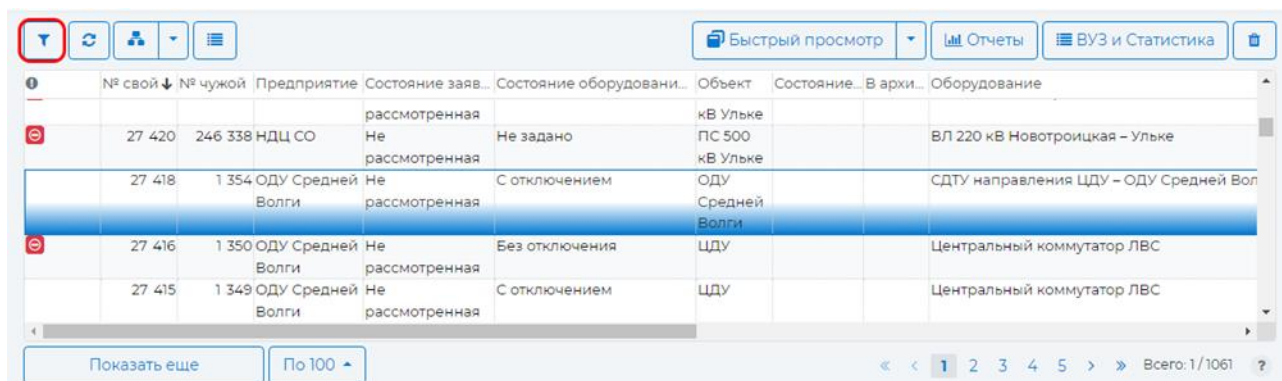 Быстрый просмотр Отчеты ВУЗ и Статистика
№ свой № чужой Предприятие Состояние заяв... Состояние оборудовани... Объект Состояние... В архи... Оборудование
рассмотренная кВ Ульке
27 420 246 338 НДЦ СО Не Не задано ПС 500 ВЛ 220 кВ Новотроицкая – Ульке
рассмотренная кВ Ульке
27 418 1 354 ОДУ Средней Не С отключением ОДУ СДТУ направления ЦДУ – ОДУ Средней Вол
Волги рассмотренная Средней
Волги
27 416 1 350 ОДУ Средней Не Без отключения ЦДУ Центральный коммутатор ЛВС
Волги рассмотренная
27 415 1 349 ОДУ Средней Не С отключением ЦДУ Центральный коммутатор ЛВС
Волги рассмотренная
Показать еще По 100 « < 1 2 3 4 5 > » Всего: 1 / 1061 ?